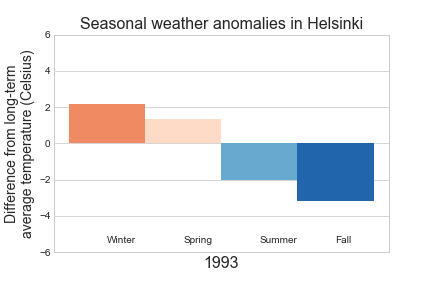 Seasonal weather anomalies in Helsinki
Difference from long-term
average temperature (Celsius)
6
4
2
0
−2
−4
−6
Winter Spring Summer Fall
1993